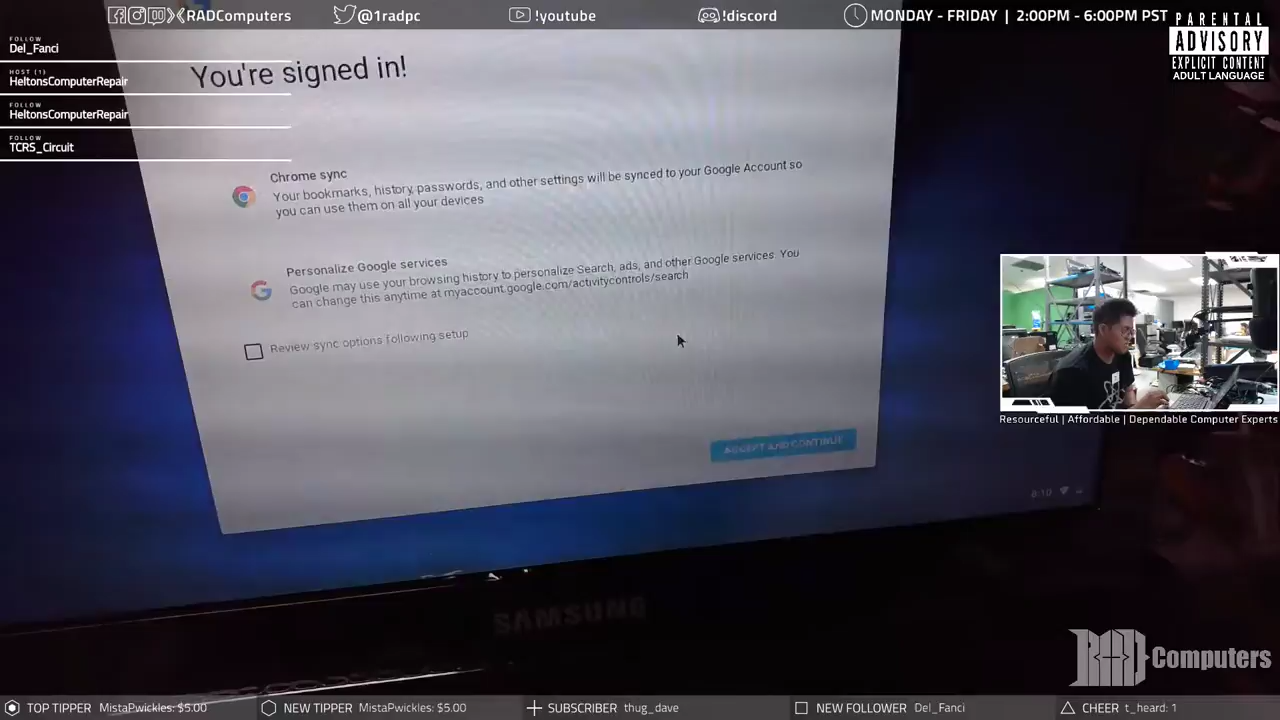 RADComputers
@1radpc
!youtube
!discord
MONDAY - FRIDAY | 2:00PM - 6:00PM PST
PARENTAL
ADVISORY
EXPLICIT CONTENT
ADULT LANGUAGE
FOLLOW
Del_Fanci
HOST (1)
HeltonsComputerRepair
FOLLOW
HeltonsComputerRepair
FOLLOW
TCRS_Circuit
You're signed in!
Chrome sync
Your bookmarks, history, passwords, and other settings will be synced to your Google Account so
you can use them on all your devices
Personalize Google services
Google may use your browsing history to personalize Search, ads, and other Google services. You
can change this anytime at myaccount.google.com/activitycontrols/search
Review sync options following setup
ACCEPT AND CONTINUE
8:10
SAMSUNG
Resourceful | Affordable | Dependable Computer Experts
RAD Computers
TOP TIPPER MistaPwickles: $5.00
NEW TIPPER MistaPwickles: $5.00
SUBSCRIBER thug_dave
NEW FOLLOWER Del_Fanci
CHEER t_heard: 1